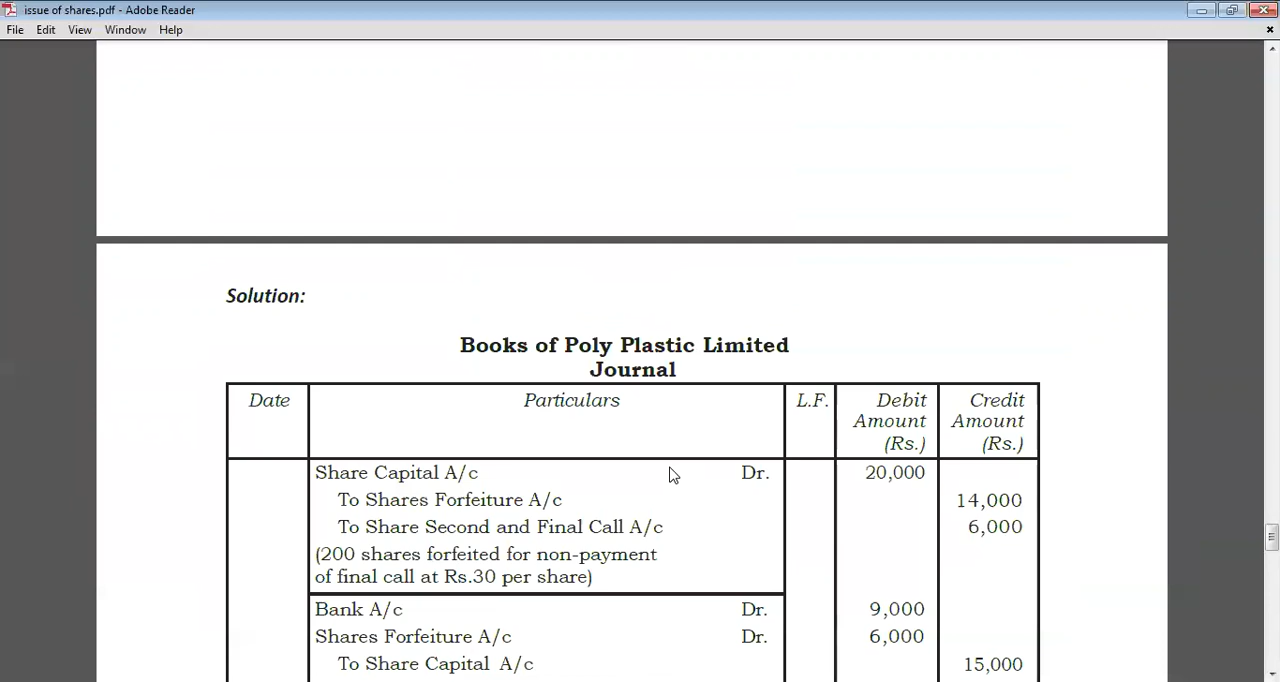 issue of shares.pdf - Adobe Reader
File Edit View Window Help
Solution:
Books of Poly Plastic Limited
Journal
Date Particulars L.F. Debit Amount (Rs.) Credit Amount (Rs.)
Share Capital A/c Dr. 20,000
To Shares Forfeiture A/c 14,000
To Share Second and Final Call A/c 6,000
(200 shares forfeited for non-payment
of final call at Rs.30 per share)
Bank A/c Dr. 9,000
Shares Forfeiture A/c Dr. 6,000
To Share Capital A/c 15,000